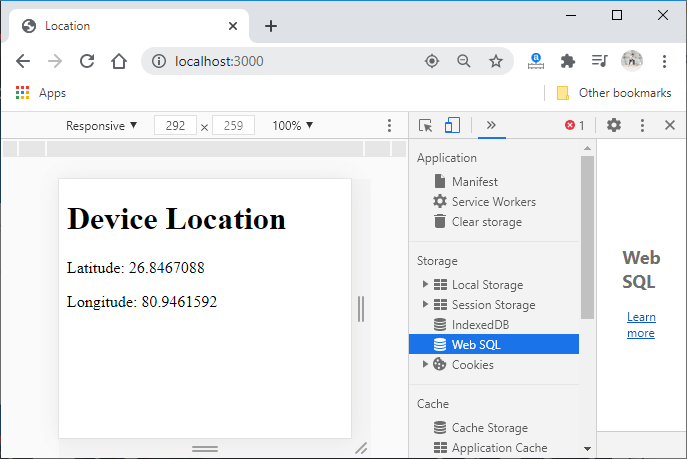 Location
localhost:3000
Apps
Other bookmarks
Responsive 292 x 259 100%
1
Device Location
Latitude: 26.8467088
Longitude: 80.9461592
Application
Manifest
Service Workers
Clear storage
Storage
Local Storage
Session Storage
IndexedDB
Web SQL
Cookies
Cache
Cache Storage
Application Cache
Web
SQL
Learn
more